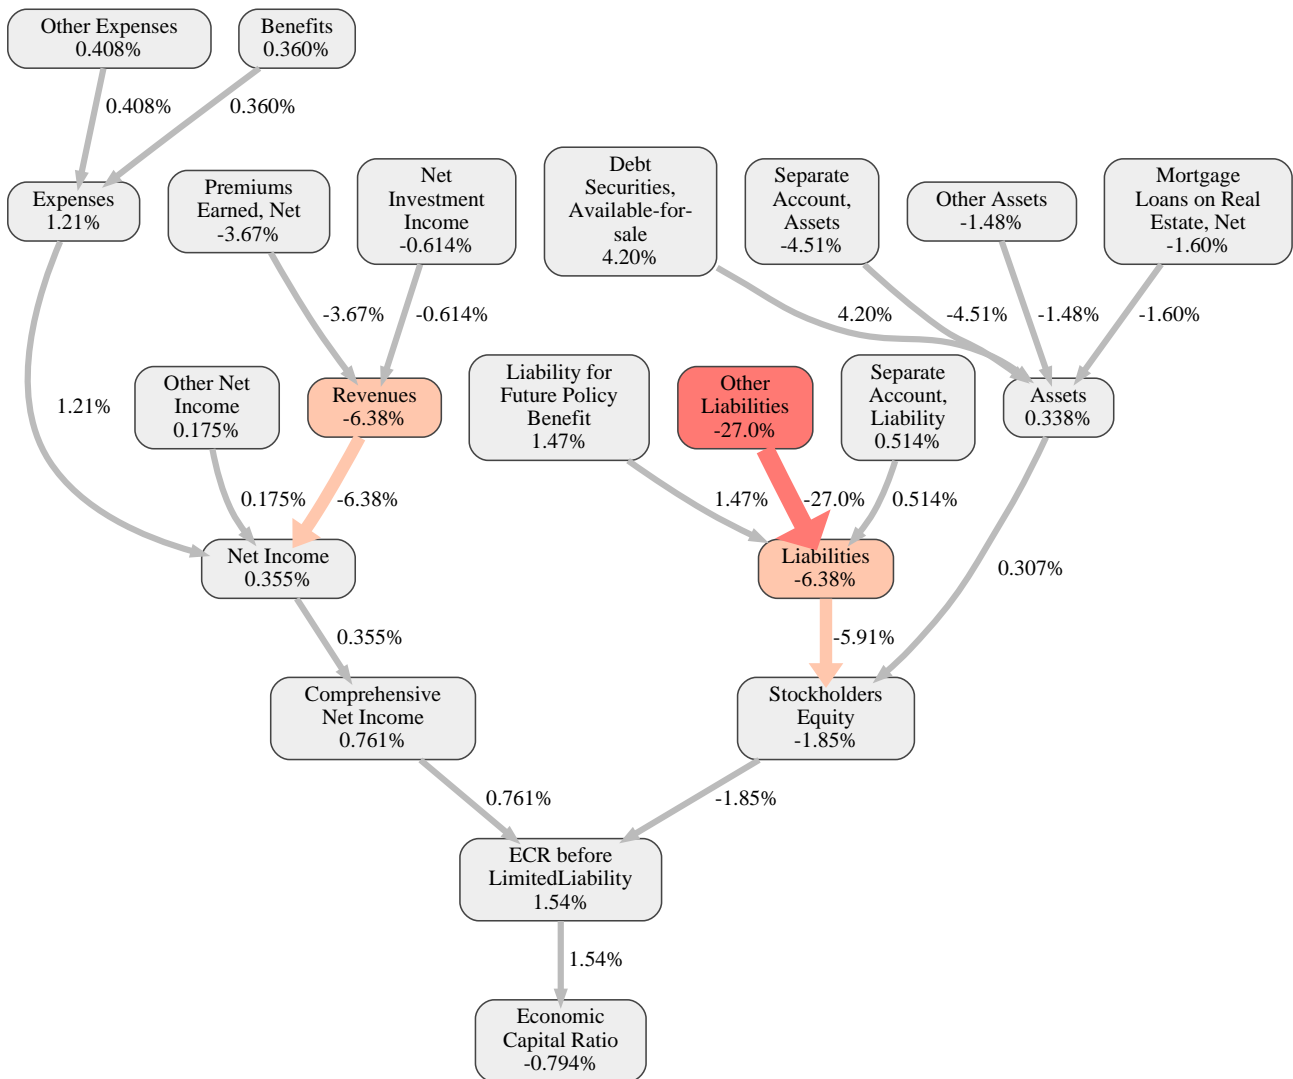 Other Expenses
0.408%
Benefits
0.360%
0.408%
0.360%
Expenses
1.21%
Premiums
Earned, Net
-3.67%
Net
Investment
Income
-0.614%
Debt
Securities,
Available-for-
sale
4.20%
Separate
Account,
Assets
-4.51%
Other Assets
-1.48%
Mortgage
Loans on Real
Estate, Net
-1.60%
-3.67%
-0.614%
4.20%
-4.51%
-1.48%
-1.60%
1.21%
Other Net
Income
0.175%
Revenues
-6.38%
Liability for
Future Policy
Benefit
1.47%
Other
Liabilities
-27.0%
Separate
Account,
Liability
0.514%
Assets
0.338%
0.175%
-6.38%
1.47%
-27.0%
0.514%
0.307%
Net Income
0.355%
Liabilities
-6.38%
0.355%
-5.91%
Comprehensive
Net Income
0.761%
Stockholders
Equity
-1.85%
0.761%
-1.85%
ECR before
LimitedLiability
1.54%
1.54%
Economic
Capital Ratio
-0.794%